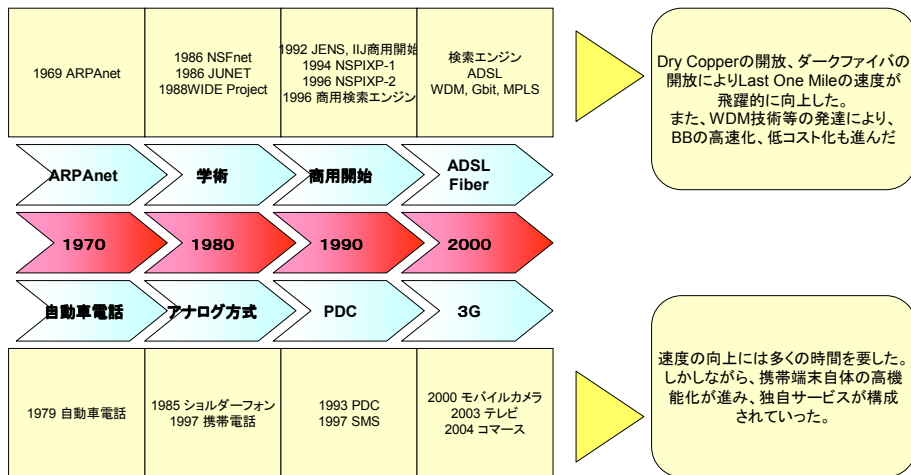 1969 ARPAnet
1986 NSFnet
1986 JUNET
1988WIDE Project
1992 JENS, IIJ商用開始
1994 NSPIXP-1
1996 NSPIXP-2
1996 商用検索エンジン
検索エンジン
ADSL
WDM, Gbit, MPLS
Dry Copperの開放、ダークファイバの
開放によりLast One Mileの速度が
飛躍的に向上した。
また、WDM技術等の発達により、
BBの高速化、低コスト化も進んだ
ARPAnet
学術
商用開始
ADSL
Fiber
1970
1980
1990
2000
自動車電話
アナログ方式
PDC
3G
1979 自動車電話
1985 ショルダーフォン
1997 携帯電話
1993 PDC
1997 SMS
2000 モバイルカメラ
2003 テレビ
2004 コマース
速度の向上には多くの時間を要した。
しかしながら、携帯端末自体の高機
能化が進み、独自サービスが構成
されていった。